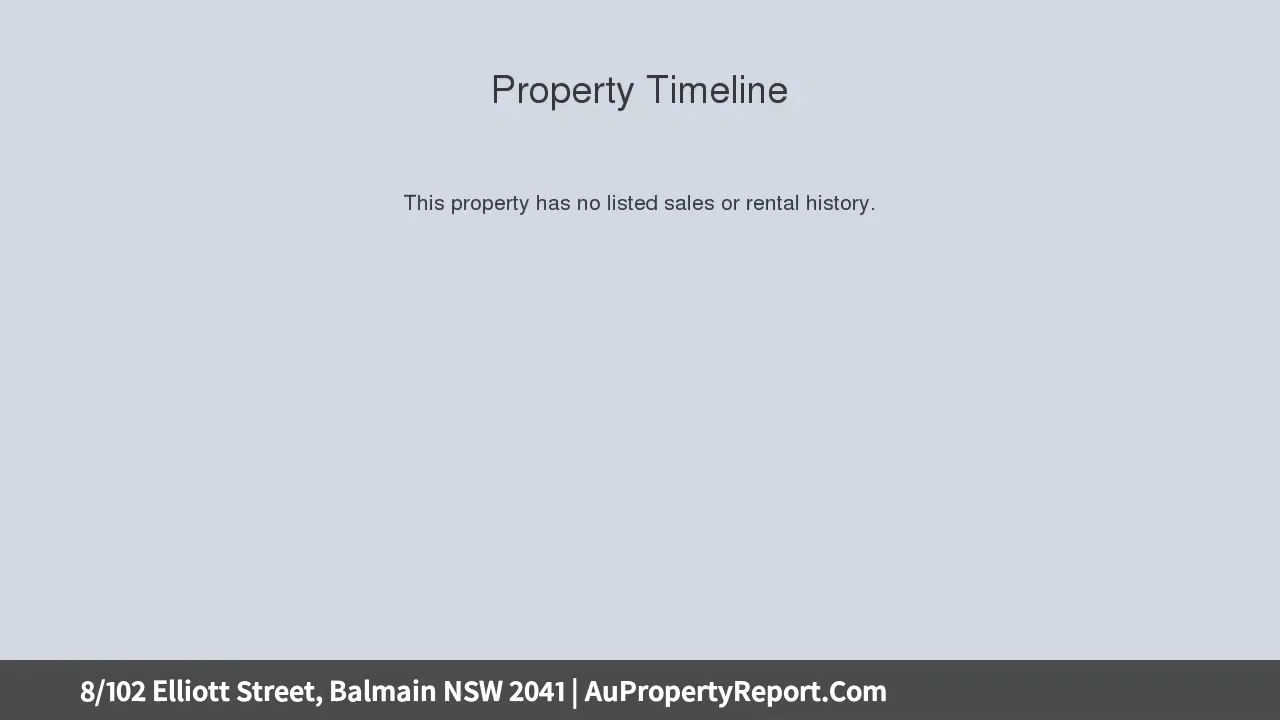 Property Timeline
This property has no listed sales or rental history.
8/102 Elliott Street, Balmain NSW 2041 | AuPropertyReport.Com